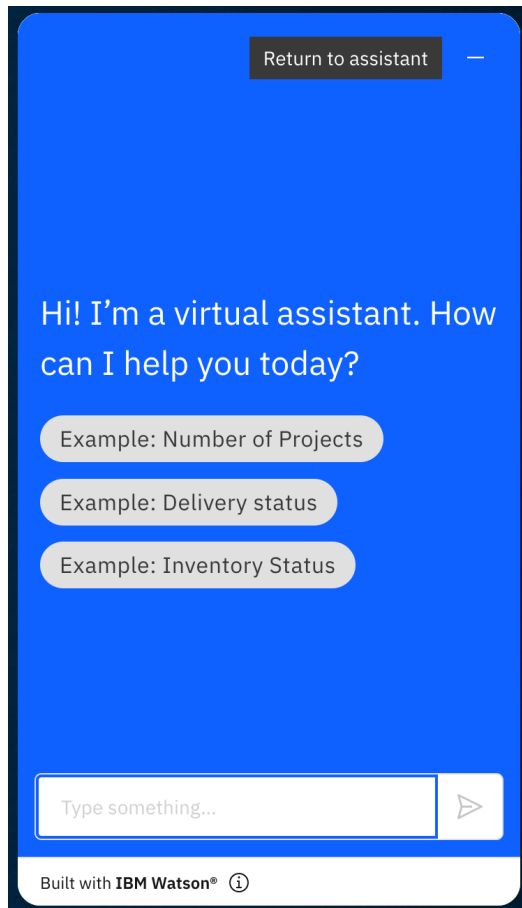 Return to assistant
Hi! I’m a virtual assistant. How
can I help you today?
Example: Number of Projects
Example: Delivery status
Example: Inventory Status
Type something...
Built with IBM Watson®